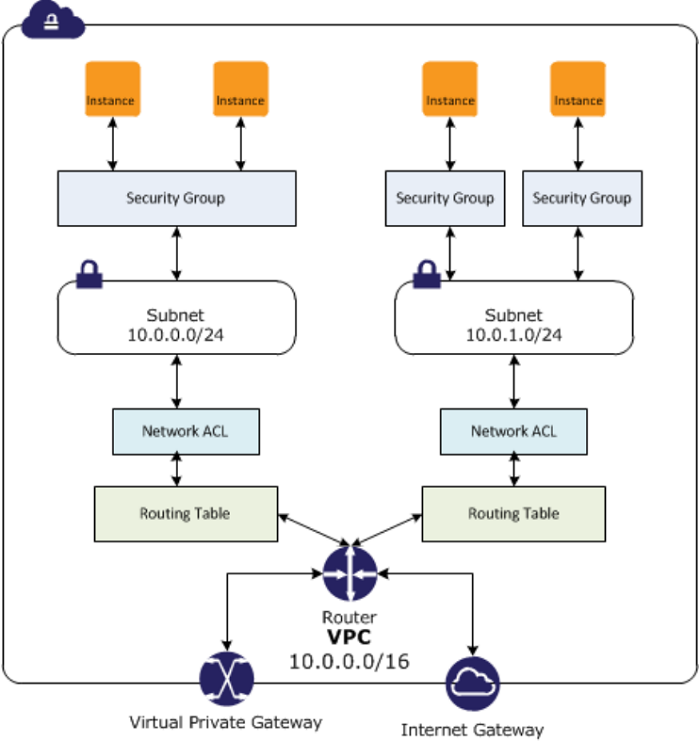 Instance
Instance
Instance
Instance
Security Group
Security Group
Security Group
Subnet
10.0.0.0/24
Subnet
10.0.1.0/24
Network ACL
Network ACL
Routing Table
Routing Table
Router
VPC
10.0.0.0/16
Virtual Private Gateway
Internet Gateway